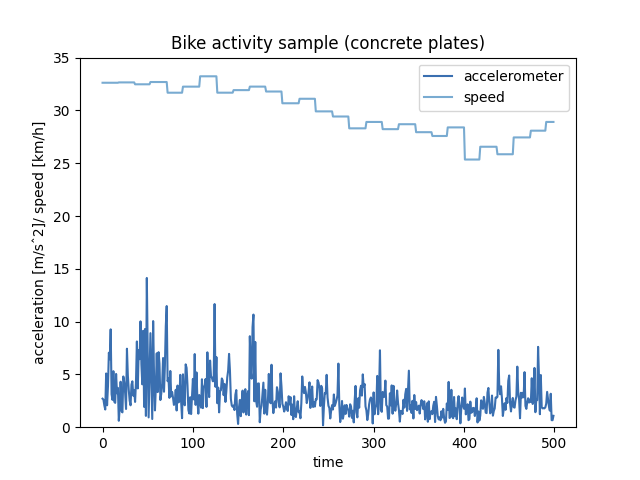 Bike activity sample (concrete plates)
accelerometer
speed
acceleration [m/sˆ2]/ speed [km/h]
35
30
25
20
15
10
5
0
0 100 200 300 400 500
time